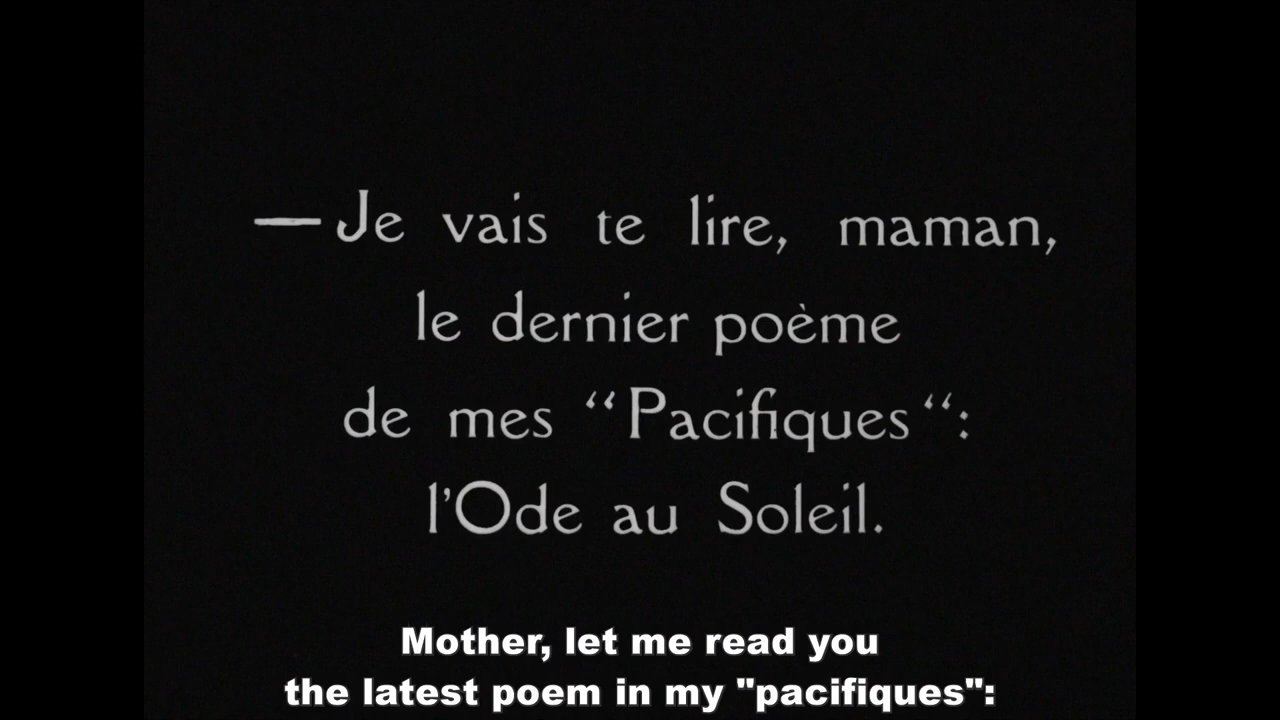 — Je vais te lire, maman,
le dernier poème
de mes “Pacifiques“:
l'Ode au Soleil.
Mother, let me read you
the latest poem in my "pacifiques":